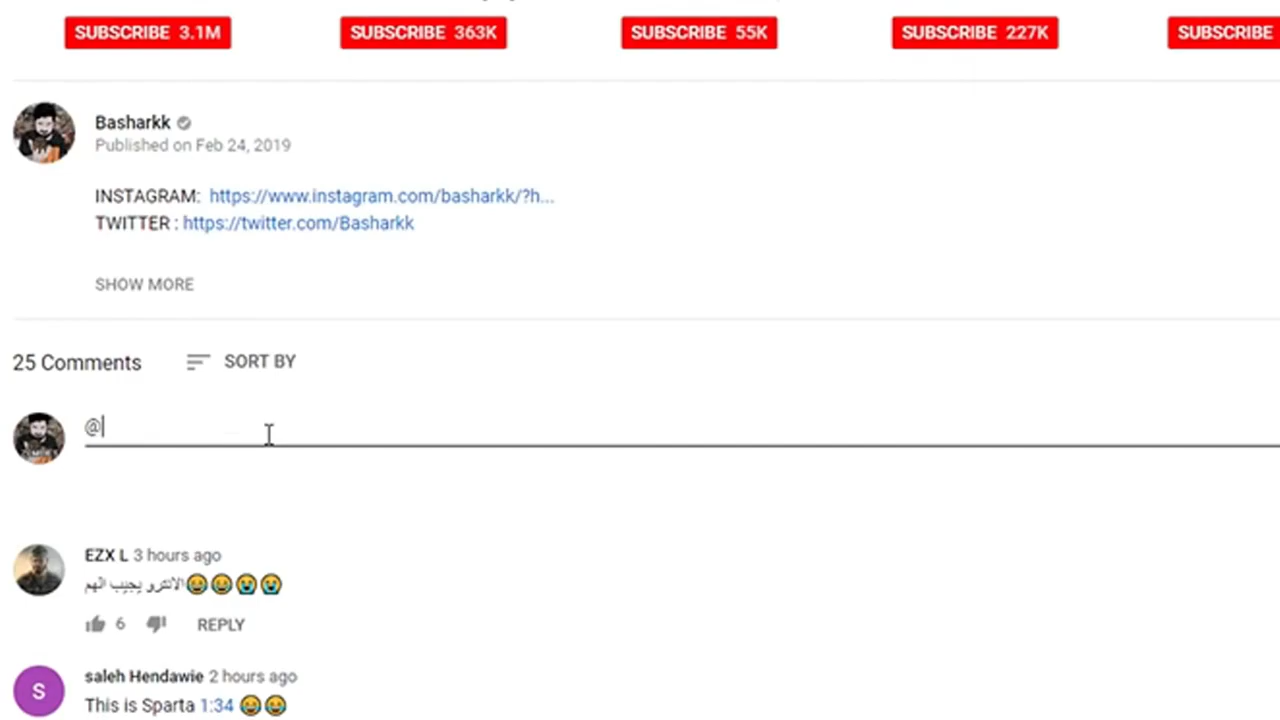 SUBSCRIBE 3.1M SUBSCRIBE 363K SUBSCRIBE 55K SUBSCRIBE 227K SUBSCRIBE
Basharkk
Published on Feb 24, 2019
INSTAGRAM: https://www.instagram.com/basharkk/?h...
TWITTER : https://twitter.com/Basharkk
SHOW MORE
25 Comments SORT BY
@
EZX L 3 hours ago
الانترو يجيب الهم😂😂😭😭
6 REPLY
S
saleh Hendawie 2 hours ago
This is Sparta 1:34 😂😂